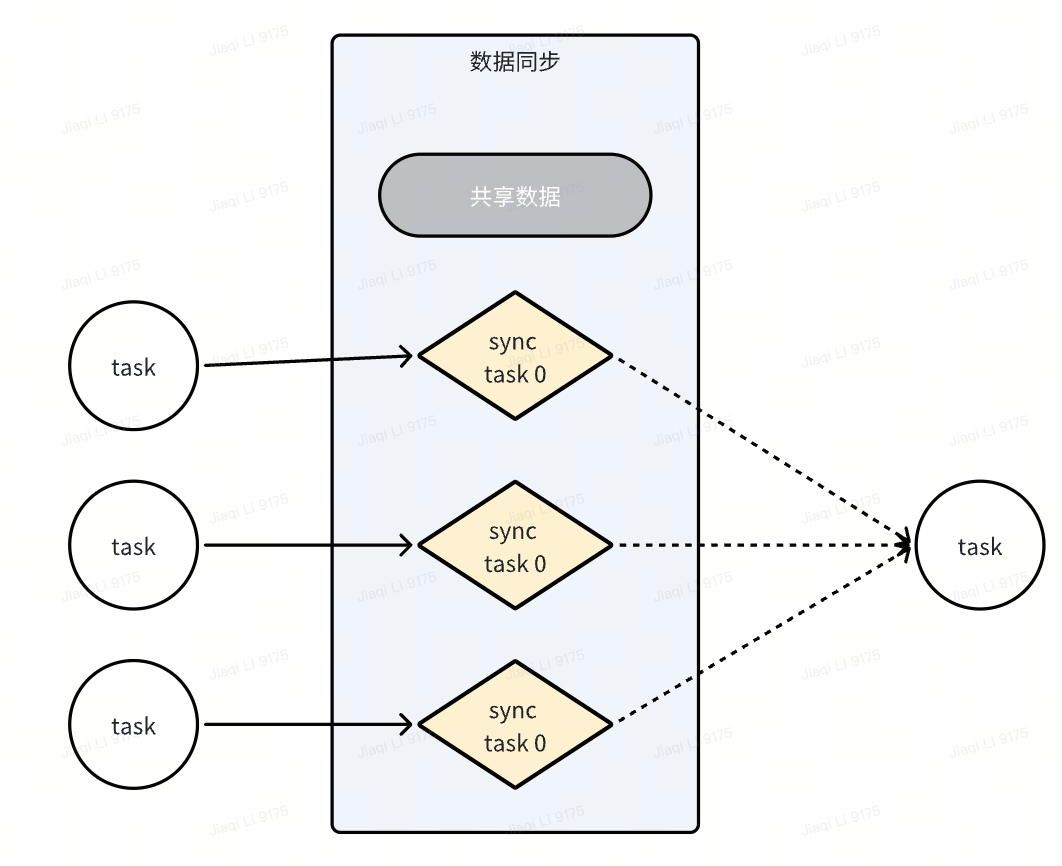 数据同步
共享数据
task
sync
task 0
task
sync
task 0
task
task
sync
task 0
Jiaqi LI 9175